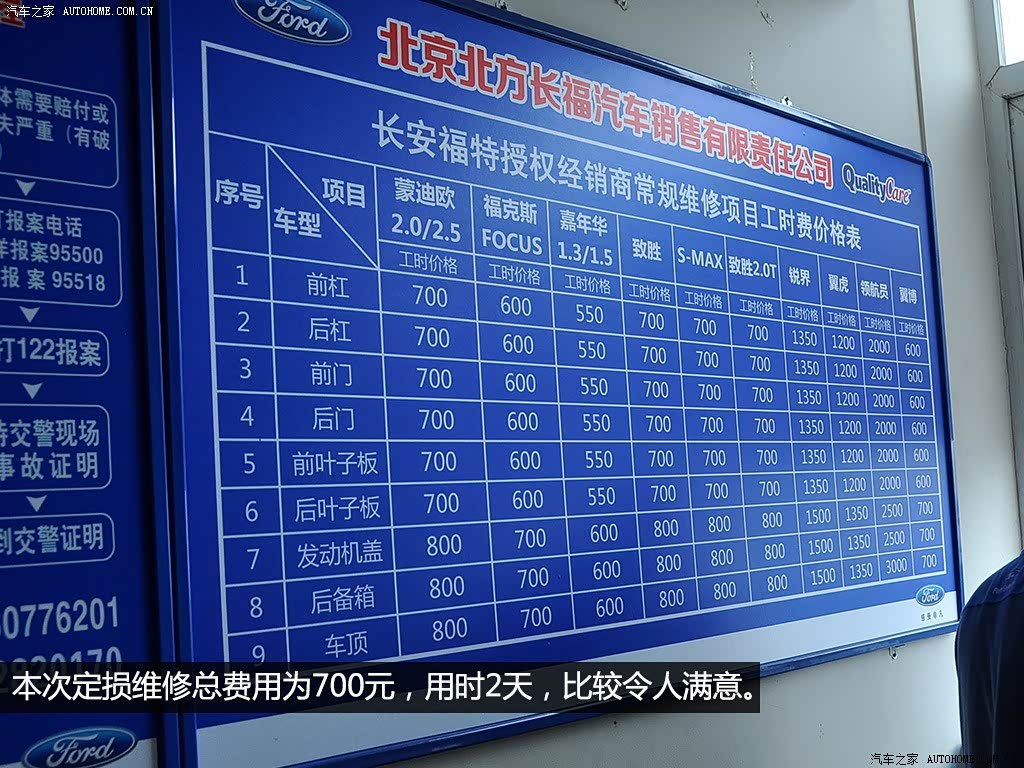 汽车之家 AUTOHOME.COM.CN
体需要赔付或
失严重（有破
打报案电话
详报案95500
报案 95518
打122报案
待交警现场
事故证明
到交警证明
80776201
Ford
Ford
北京北方长福汽车销售有限责任公司
Quality Care
长安福特授权经销商常规维修项目工时费价格表
序号 项目 车型 蒙迪欧 2.0/2.5 福克斯 FOCUS 嘉年华 1.3/1.5 致胜 S-MAX 致胜2.0T 锐界 翼虎 领航员 翼博
工时价格 工时价格 工时价格 工时价格 工时价格 工时价格 工时价格 工时价格 工时价格 工时价格
1 前杠 700 600 550 700 700 700 1350 1200 2000 600
2 后杠 700 600 550 700 700 700 1350 1200 2000 600
3 前门 700 600 550 700 700 700 1350 1200 2000 600
4 后门 700 600 550 700 700 700 1350 1200 2000 600
5 前叶子板 700 600 550 700 700 700 1350 1200 2000 600
6 后叶子板 700 600 550 700 700 700 1350 1200 2000 600
7 发动机盖 800 700 600 800 800 800 1500 1350 2500 700
8 后备箱 800 700 600 800 800 800 1500 1350 2500 700
9 车顶 800 700 600 800 800 800 1500 1350 3000 700
Ford
本次定损维修总费用为700元，用时2天，比较令人满意。
汽车之家 AUTOHOME.COM.CN